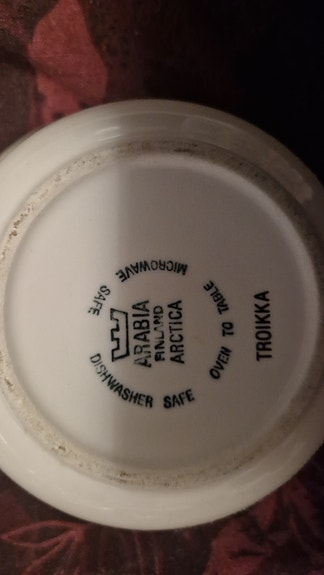 MICROWAVE SAFE
ARABIA
FINLAND
ARCTICA
DISHWASHER SAFE
OVEN TO TABLE
TROIKKA